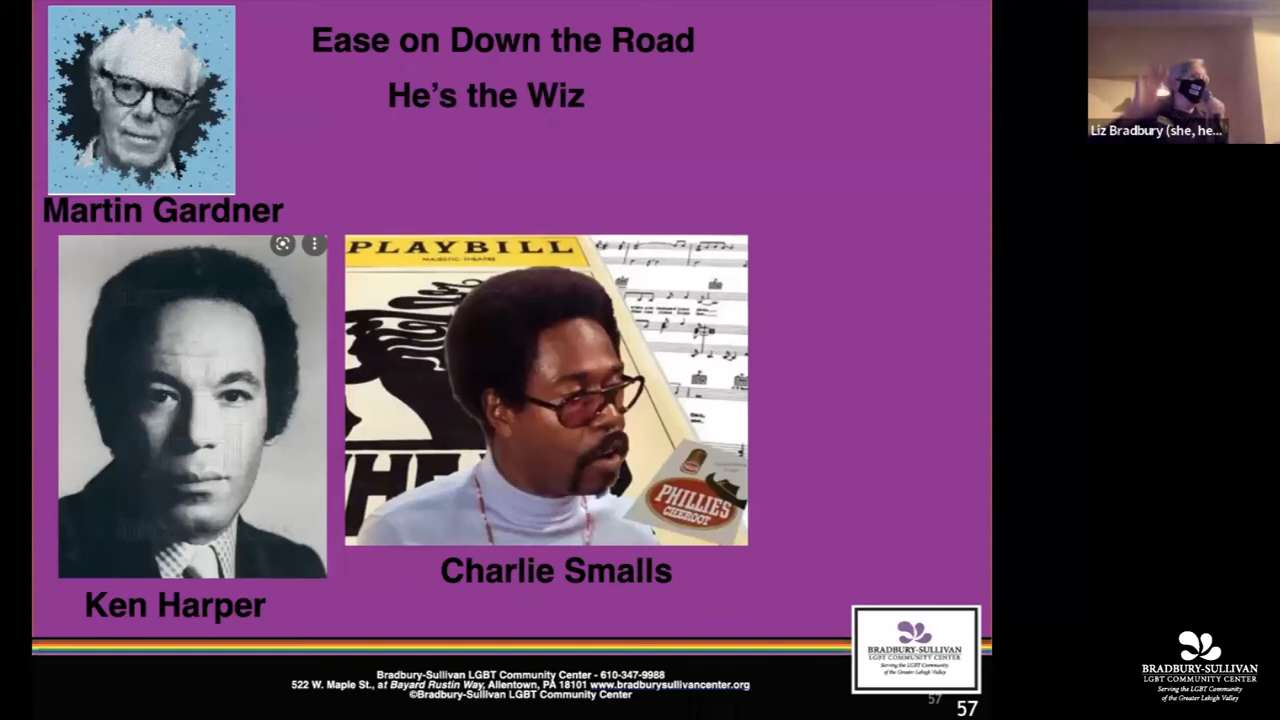 Ease on Down the Road
He's the Wiz
Martin Gardner
PLAYBILL
MAJESTIC THEATRE
THE
PHILLIES
CHEROOT
Charlie Smalls
Ken Harper
Liz Bradbury (she, he...
BRADBURY-SULLIVAN
LGBT COMMUNITY CENTER
Serving the LGBT Community
of the Greater Lehigh Valley
Bradbury-Sullivan LGBT Community Center - 610-347-9988
522 W. Maple St., at Bayard Rustin Way, Allentown, PA 18101 www.bradburysullivancenter.org
©Bradbury-Sullivan LGBT Community Center
57
57
BRADBURY-SULLIVAN
LGBT COMMUNITY CENTER
Serving the LGBT Community
of the Greater Lehigh Valley